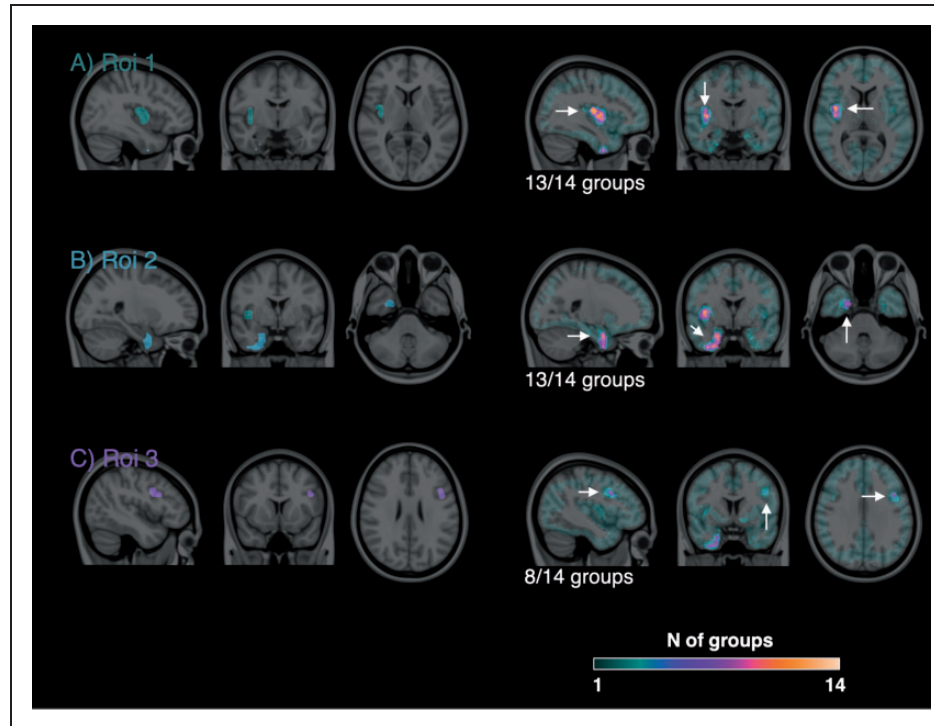 A) Roi 1
13/14 groups
B) Roi 2
13/14 groups
C) Roi 3
8/14 groups
N of groups
1 14